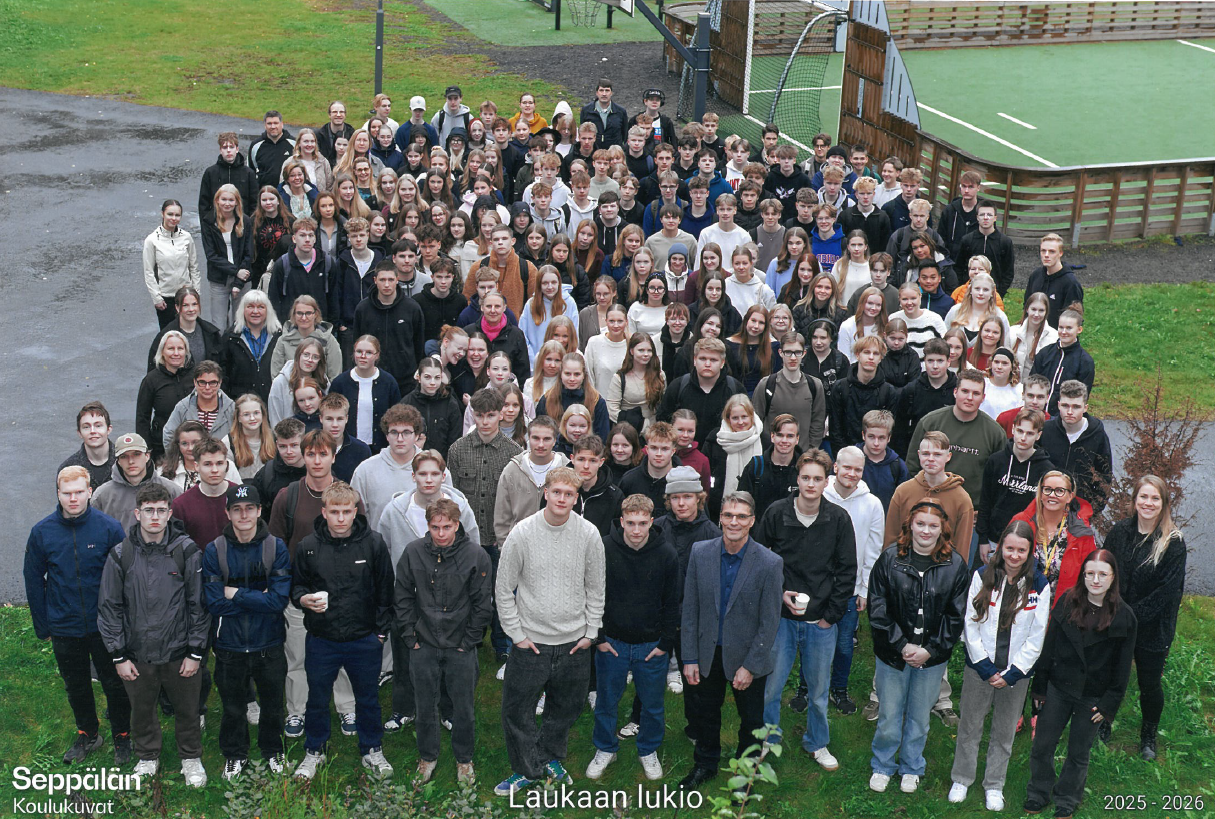 Seppälän
Koulukuvat
Laukaan lukio
2025 - 2026